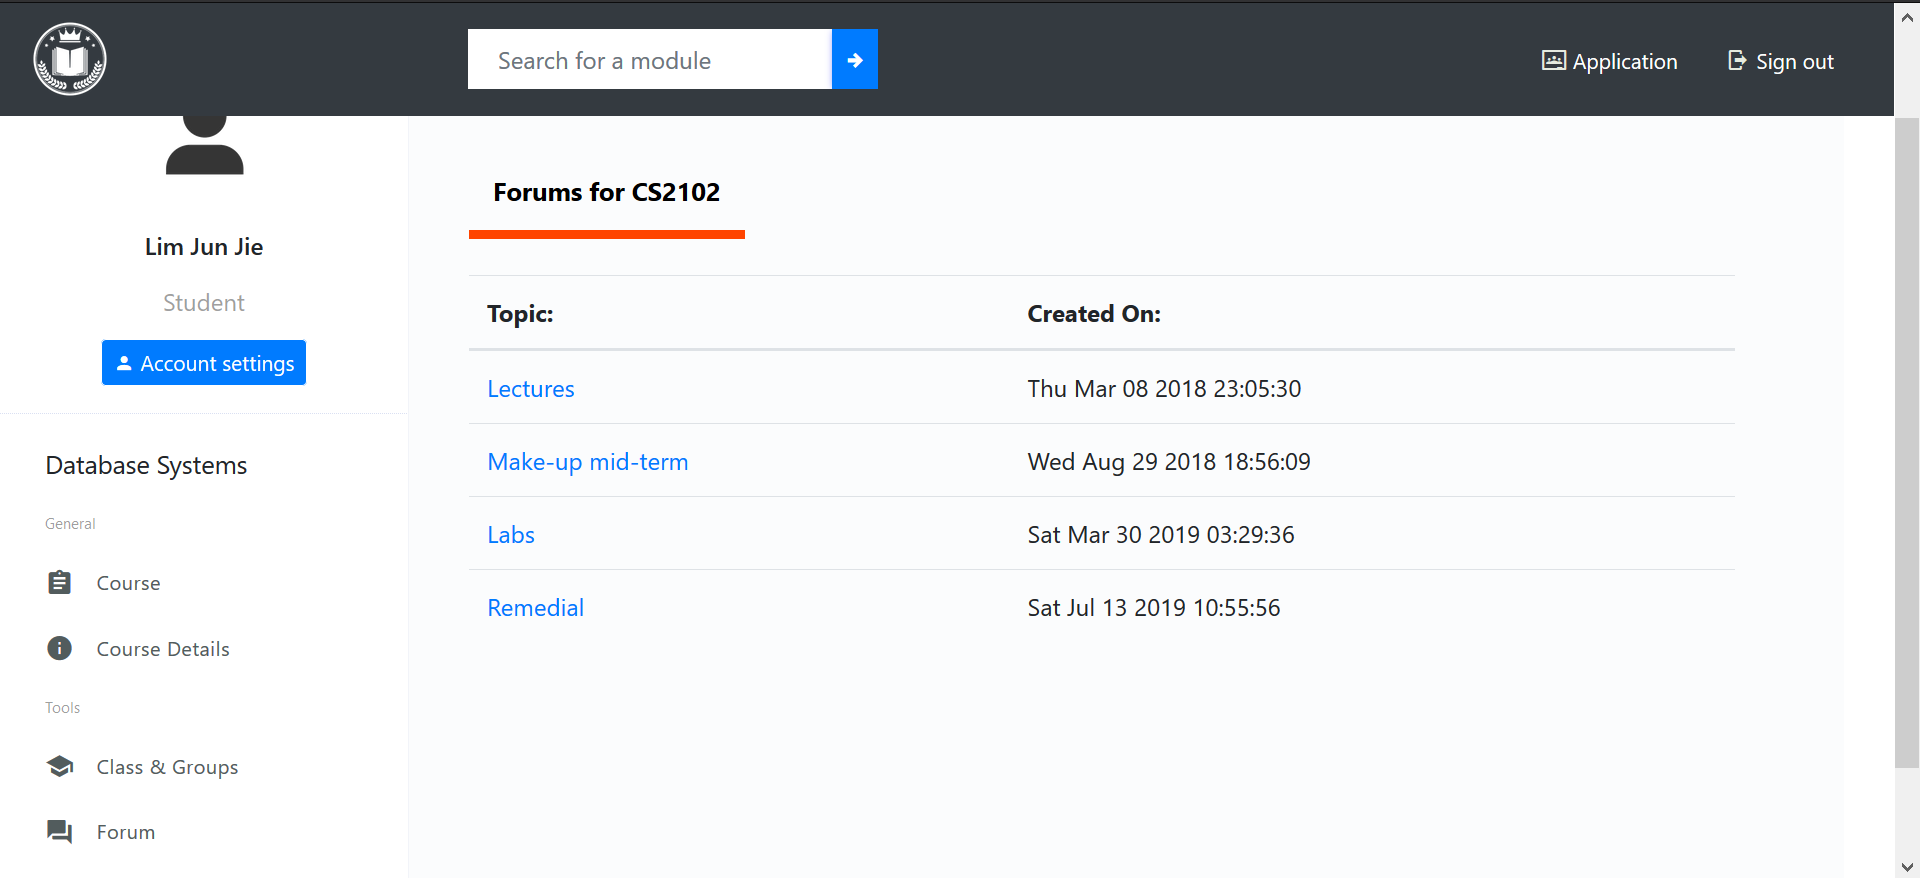 Search for a module
Application
Sign out
Lim Jun Jie
Student
Account settings
Database Systems
General
Course
Course Details
Tools
Class & Groups
Forum
Forums for CS2102
Topic: Created On:
Lectures Thu Mar 08 2018 23:05:30
Make-up mid-term Wed Aug 29 2018 18:56:09
Labs Sat Mar 30 2019 03:29:36
Remedial Sat Jul 13 2019 10:55:56